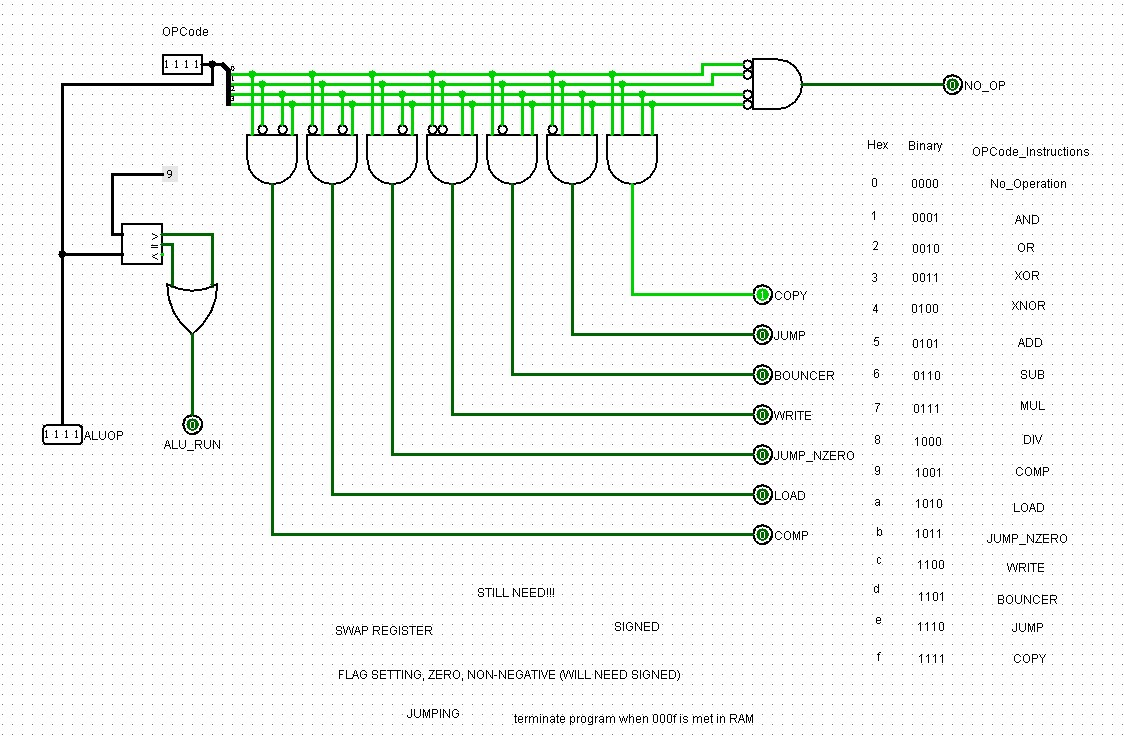 OPCode
1 1 1 1
0
1
2
3
0 NO_OP
9
>
=
<
1 COPY
0 JUMP
0 BOUNCER
0 WRITE
0 JUMP_NZERO
0 LOAD
0 COMP
0
ALU_RUN
1 1 1 1 ALUOP
Hex Binary OPCode_Instructions
0 0000 No_Operation
1 0001 AND
2 0010 OR
3 0011 XOR
4 0100 XNOR
5 0101 ADD
6 0110 SUB
7 0111 MUL
8 1000 DIV
9 1001 COMP
a 1010 LOAD
b 1011 JUMP_NZERO
c 1100 WRITE
d 1101 BOUNCER
e 1110 JUMP
f 1111 COPY
STILL NEED!!!
SWAP REGISTER SIGNED
FLAG SETTING, ZERO, NON-NEGATIVE (WILL NEED SIGNED)
JUMPING terminate program when 000f is met in RAM